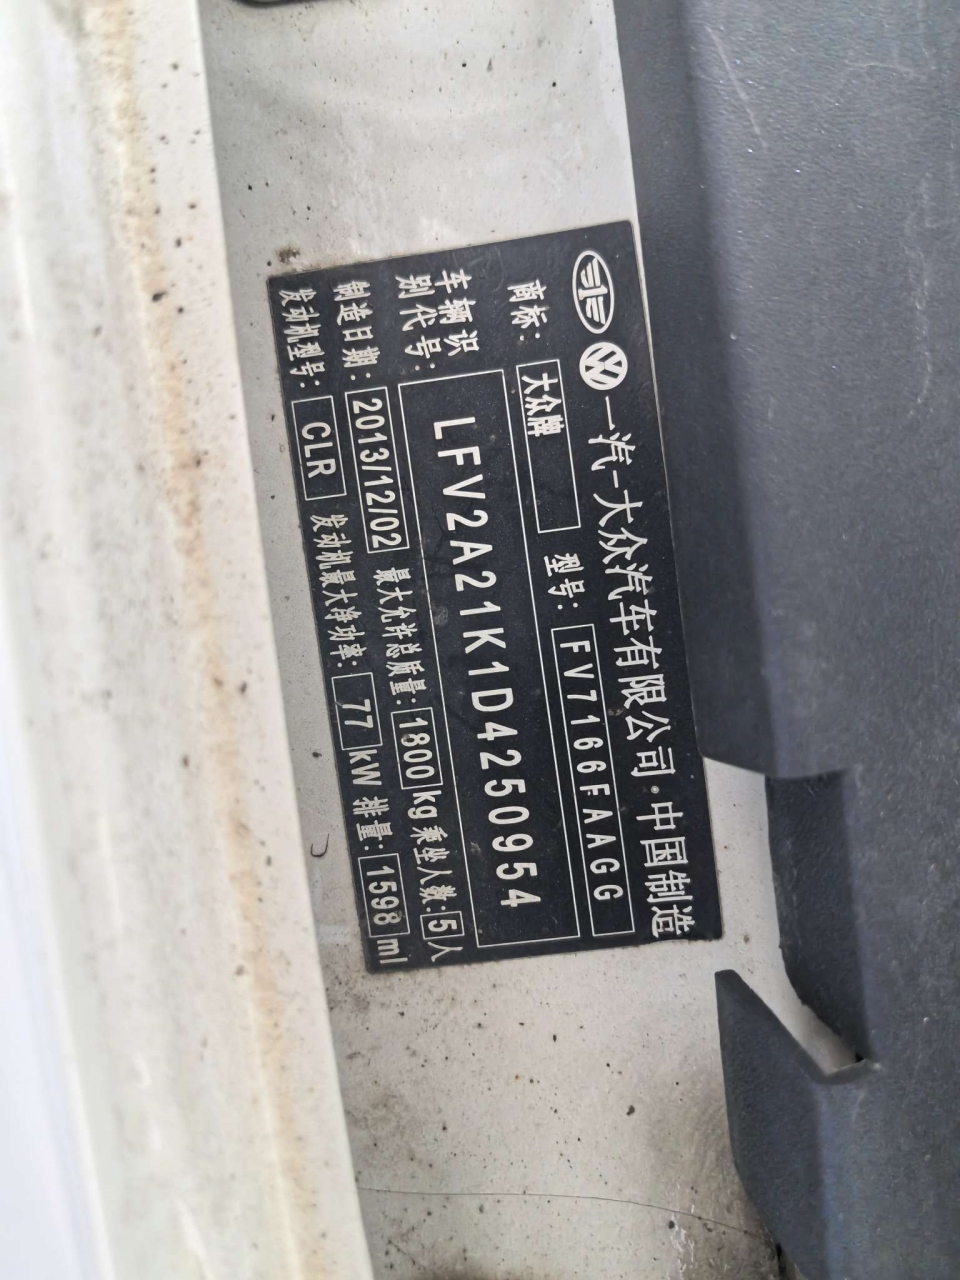 一汽-大众汽车有限公司·中国制造
商标: 大众牌 型号: FV7166FAAGG
车辆识别代号: LFV2A21K1D4250954
制造日期: 2013/12/02 最大允许总质量: 1800 kg 乘坐人数: 5 人
发动机型号: CLR 发动机最大净功率: 77 kW 排量: 1598 ml